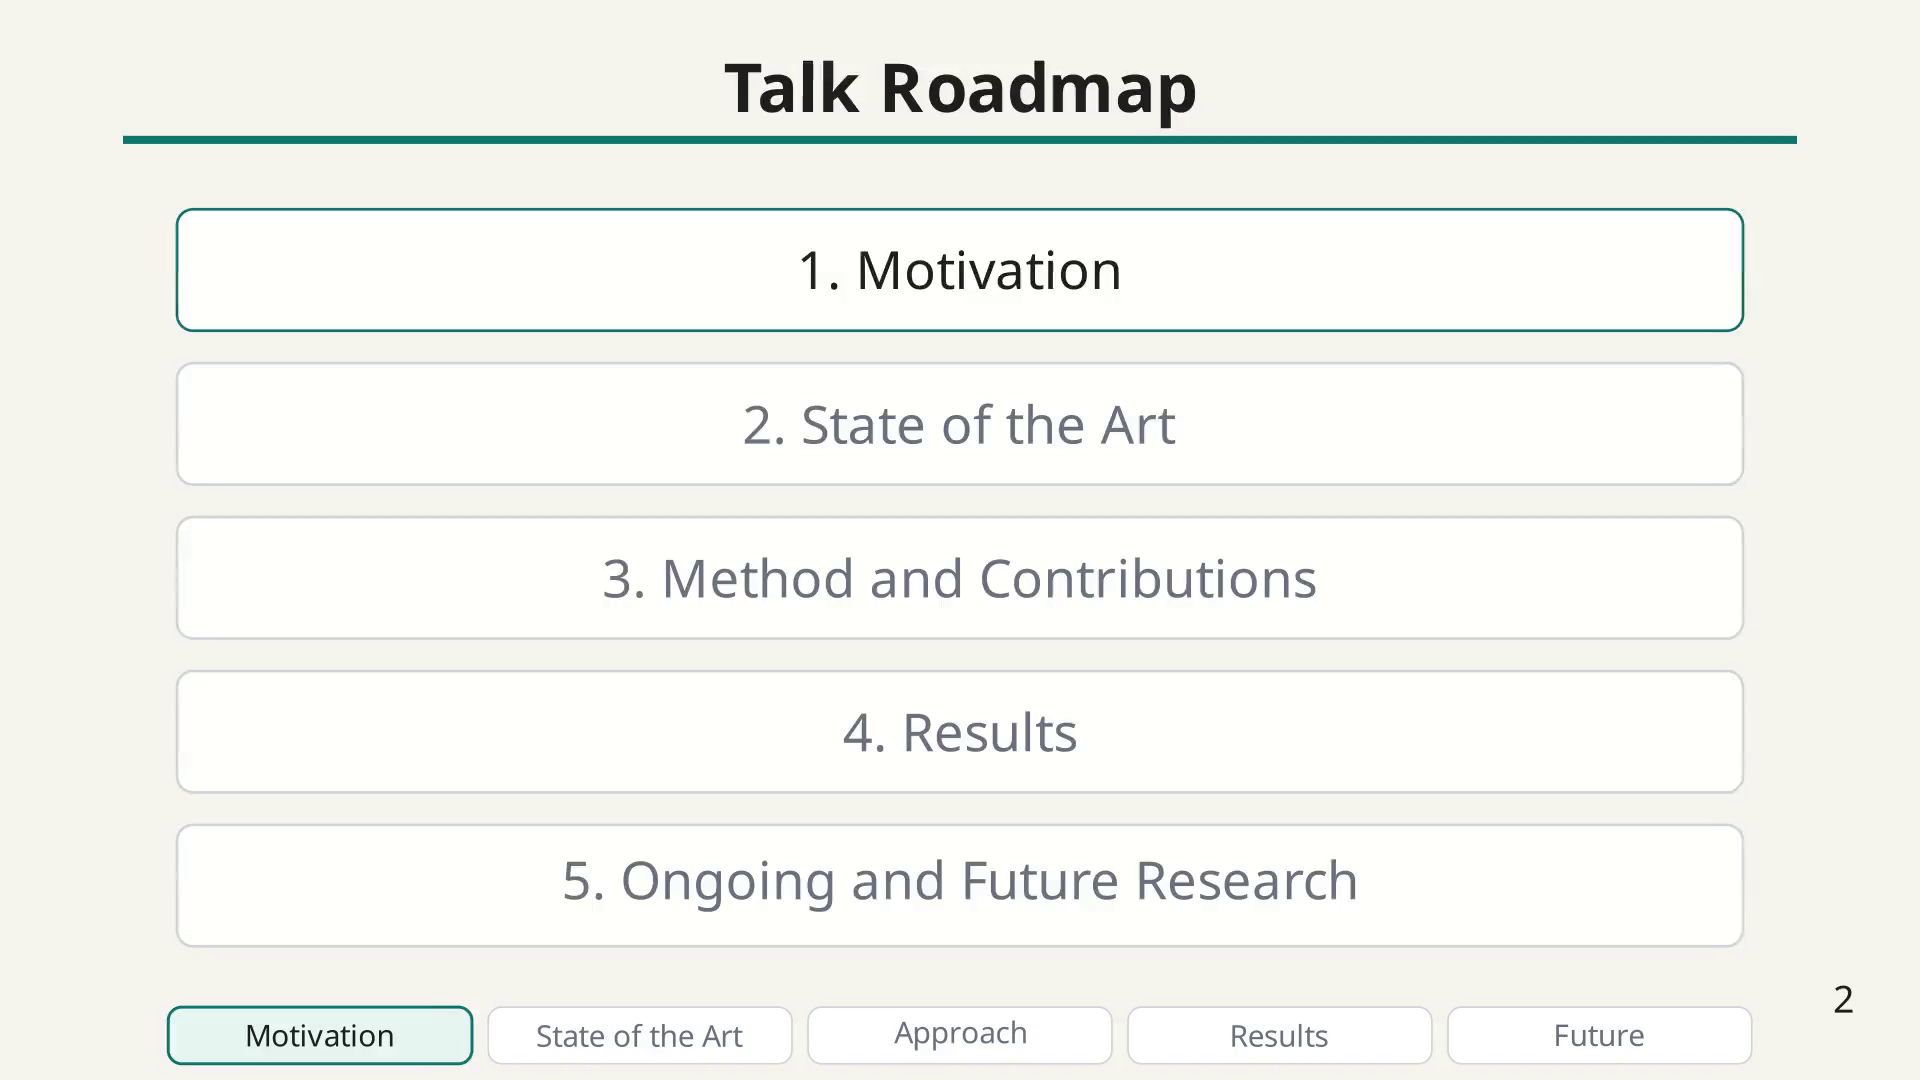 Talk Roadmap
1. Motivation
2. State of the Art
3. Method and Contributions
4. Results
5. Ongoing and Future Research
2
Motivation
State of the Art
Approach
Results
Future